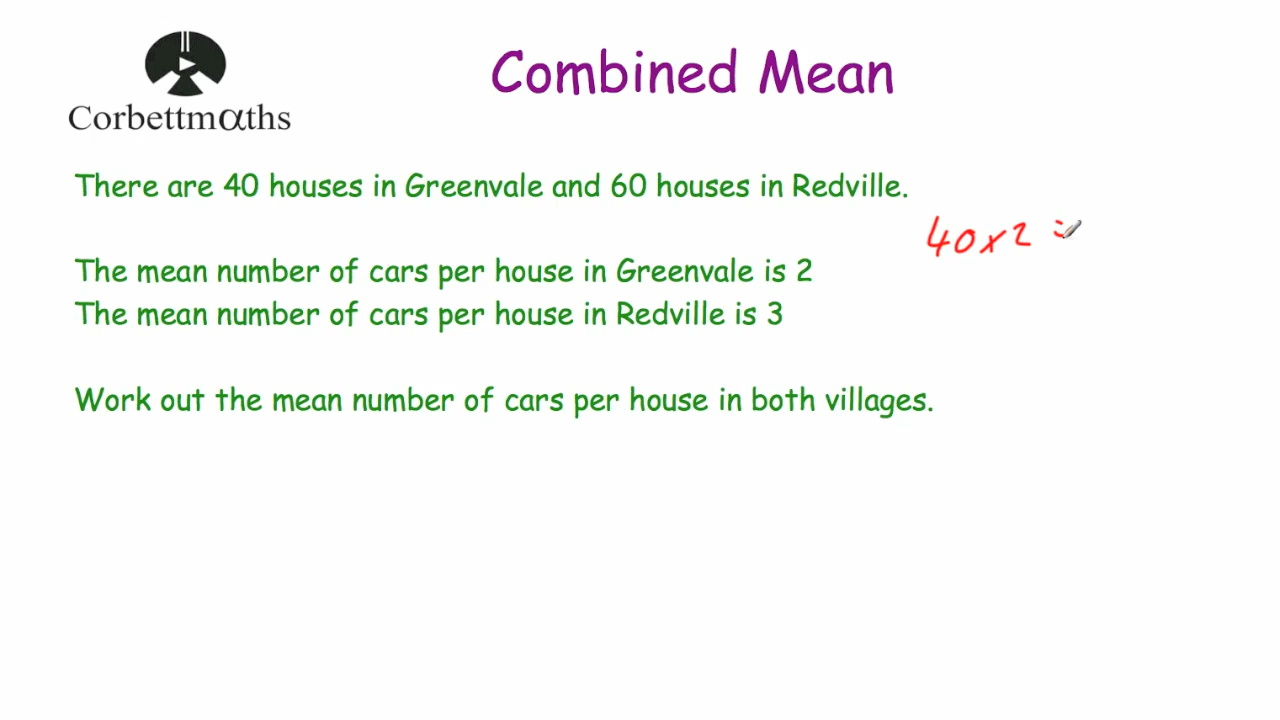 Combined Mean
Corbettmαths
There are 40 houses in Greenvale and 60 houses in Redville.
40 x 2 =
The mean number of cars per house in Greenvale is 2
The mean number of cars per house in Redville is 3
Work out the mean number of cars per house in both villages.